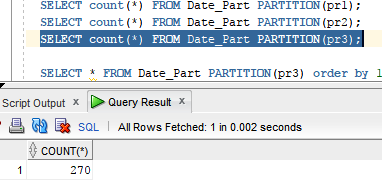 SELECT count(*) FROM Date_Part PARTITION(pr1);
SELECT count(*) FROM Date_Part PARTITION(pr2);
SELECT count(*) FROM Date_Part PARTITION(pr3);
SELECT * FROM Date_Part PARTITION(pr3) order by 1
Script Output x Query Result x
SQL | All Rows Fetched: 1 in 0.002 seconds
COUNT(*)
1 270